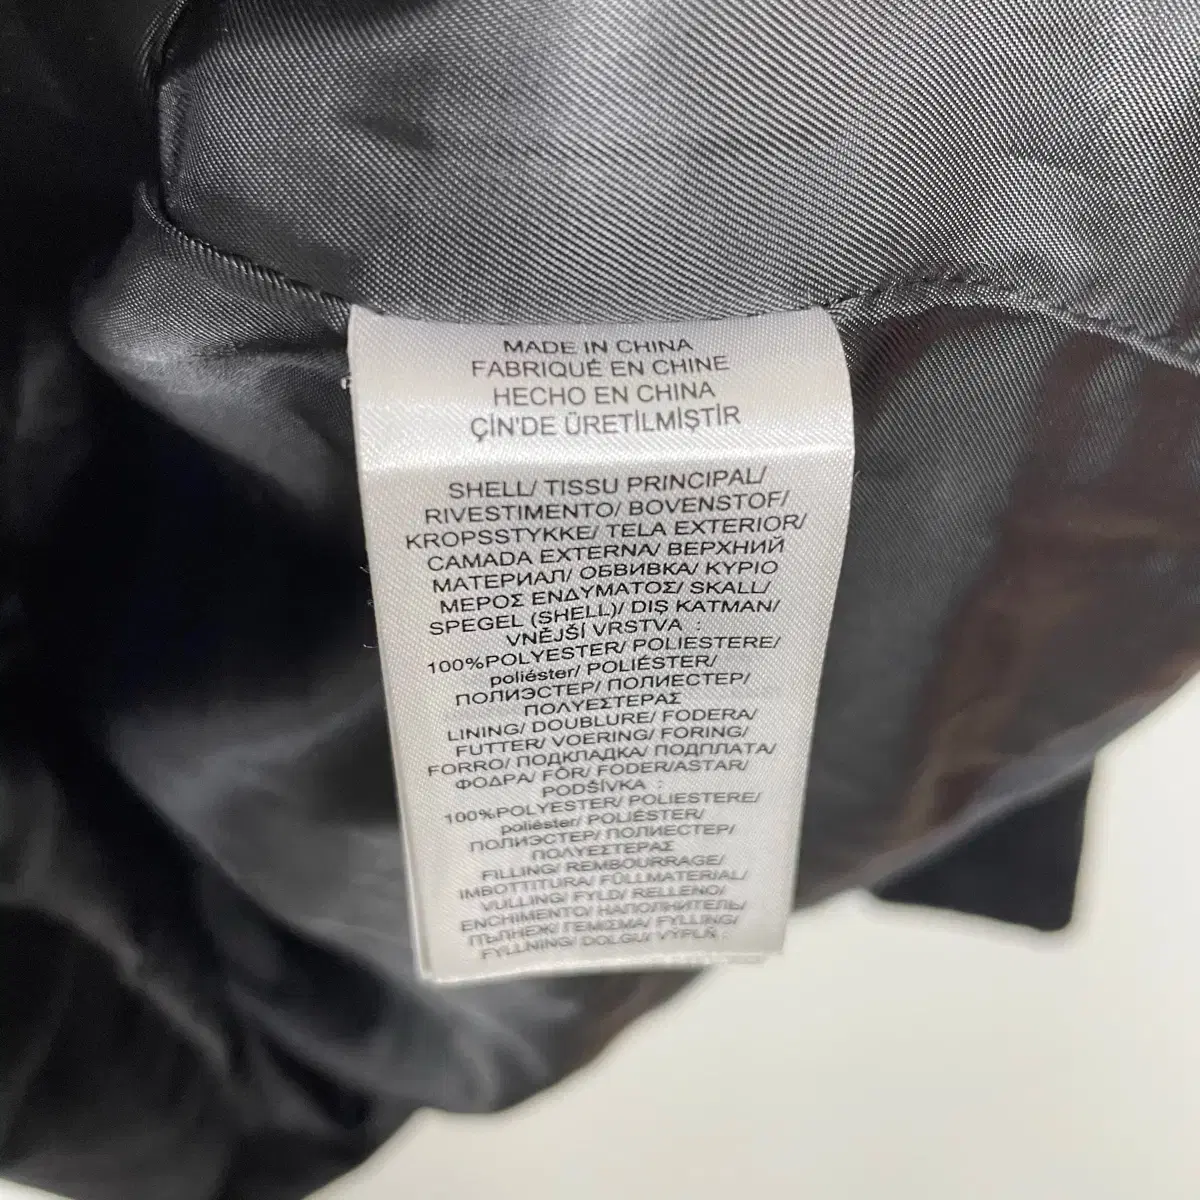 MADE IN CHINA
FABRIQUÉ EN CHINE
HECHO EN CHINA
ÇİN'DE ÜRETİLMİŞTİR
SHELL/ TISSU PRINCIPAL/
RIVESTIMENTO/ BOVENSTOF/
KROPSSTYKKE/ TELA EXTERIOR/
CAMADA EXTERNA/ ВЕРХНИЙ
МАТЕРИАЛ/ ОБВИВКА/ ΚΥΡΙΟ
ΜΕΡΟΣ ΕΝΔΥΜΑΤΟΣ/ SKALL/
SPEGEL (SHELL)/ DIŞ KATMAN/
VNĚJŠÍ VRSTVA :
100%POLYESTER/ POLIESTERE/
poliéster/ POLIÉSTER/
ПОЛИЭСТЕР/ ПОЛИЕСТЕР/
ΠΟΛΥΕΣΤΕΡΑΣ
LINING/ DOUBLURE/ FODERA/
FUTTER/ VOERING/ FORING/
FORRO/ ПОДКЛАДКА/ ПОДПЛАТА/
ΦΟΔΡΑ/ FÔR/ FODER/ASTAR/
PODŠÍVKA :
100%POLYESTER/ POLIESTERE/
poliéster/ POLIÉSTER/
ПОЛИЭСТЕР/ ПОЛИЕСТЕР/
ΠΟΛΥΕΣΤΕΡΑΣ
FILLING/ REMBOURRAGE/
IMBOTTITURA/ FÜLLMATERIAL/
VULLING/ FYLD/ RELLENO/
ENCHIMENTO/ НАПОЛНИТЕЛЬ/
ПЪЛНЕЖ/ ΓΕΜΙΣΜΑ/ FYLLING/
FYLLNING/ DOLGU/ VÝPLŇ :